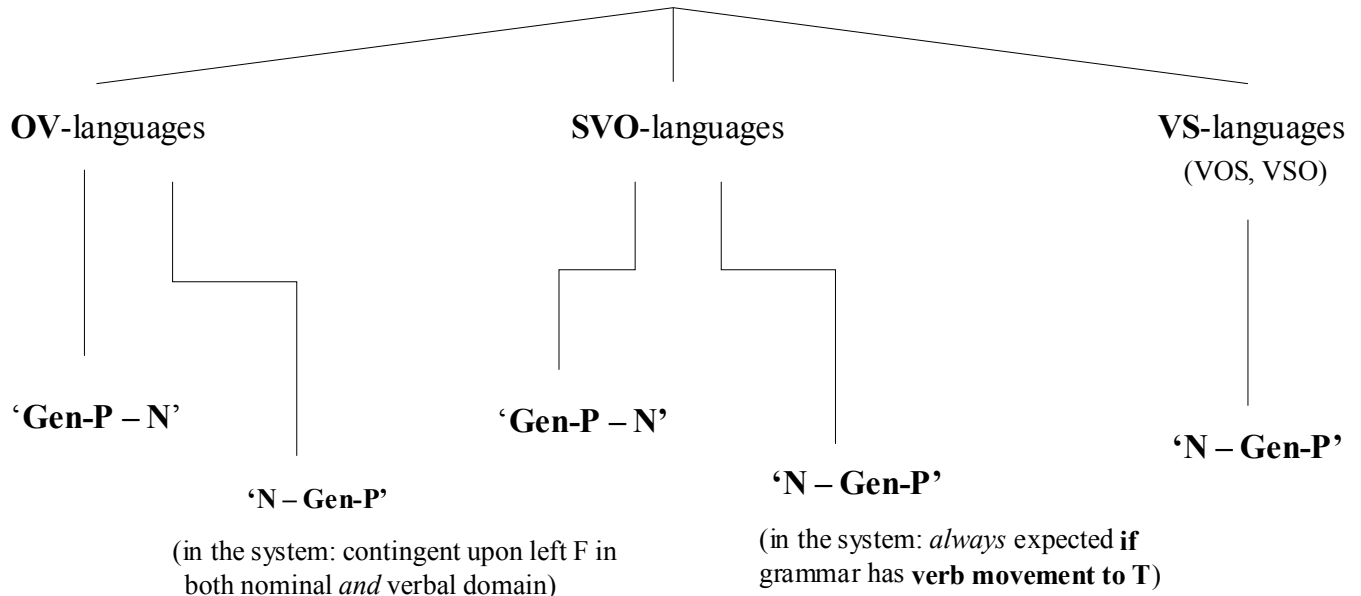 OV-languages
SVO-languages
VS-languages
(VOS, VSO)
‘Gen-P – N’
‘N – Gen-P’
(in the system: contingent upon left F in
both nominal and verbal domain)
‘Gen-P – N’
‘N – Gen-P’
(in the system: always expected if
grammar has verb movement to T)
‘N – Gen-P’